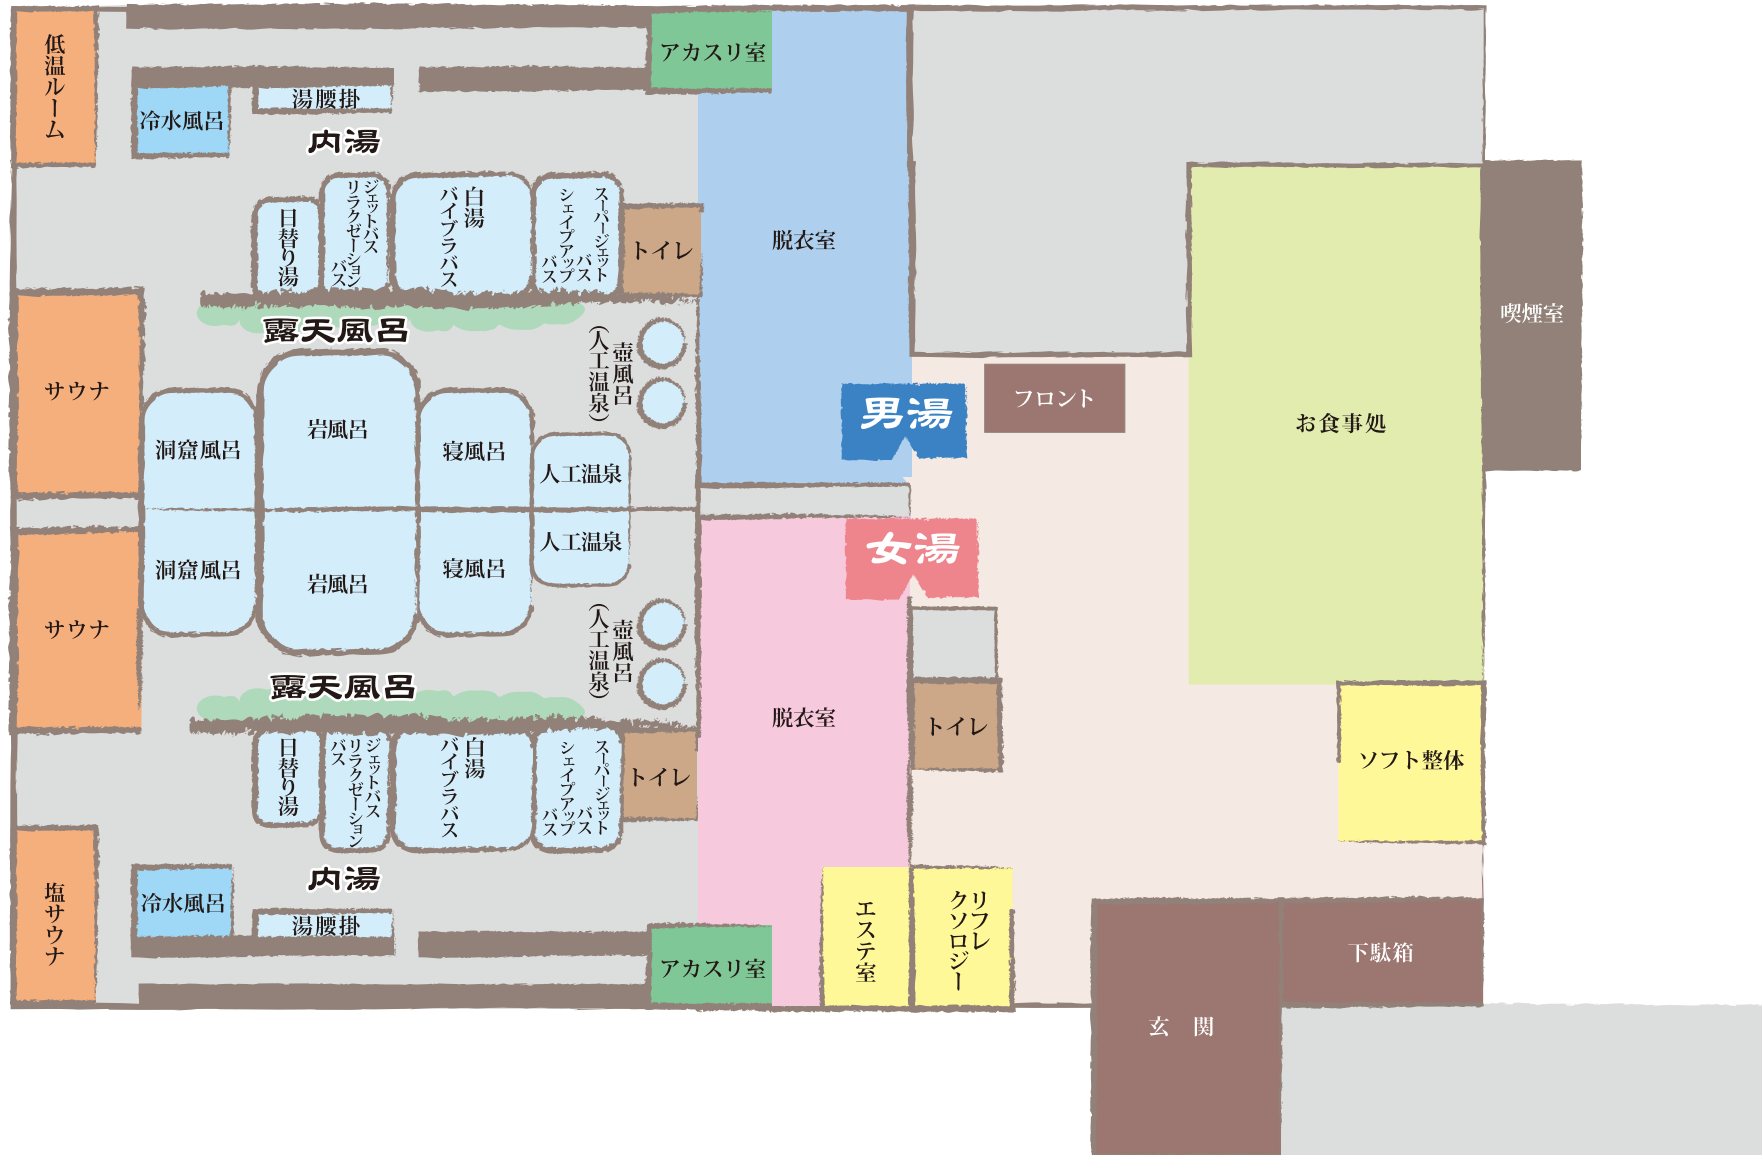 低温ルーム
冷水風呂
湯腰掛
アカスリ室
内湯
日替り湯
ジェットバス
リラクゼーション
バス
白湯
バイブラバス
スーパージェット
バス
シェイプアップ
バス
トイレ
脱衣室
露天風呂
壺風呂
(人工温泉)
サウナ
洞窟風呂
岩風呂
寝風呂
人工温泉
男湯
フロント
お食事処
喫煙室
サウナ
洞窟風呂
岩風呂
寝風呂
人工温泉
女湯
壺風呂
(人工温泉)
露天風呂
日替り湯
ジェットバス
リラクゼーション
バス
白湯
バイブラバス
スーパージェット
バス
シェイプアップ
バス
トイレ
脱衣室
トイレ
ソフト整体
内湯
塩サウナ
冷水風呂
湯腰掛
アカスリ室
エステ室
リフレ
クソロジー
下駄箱
玄 関